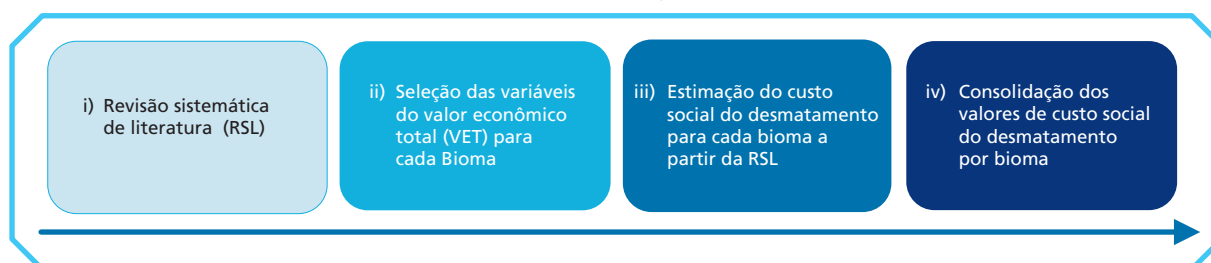 i) Revisão sistemática
de literatura (RSL)
ii) Seleção das variáveis
do valor econômico
total (VET) para
cada Bioma
iii) Estimação do custo
social do desmatamento
para cada bioma a
partir da RSL
iv) Consolidação dos
valores de custo social
do desmatamento
por bioma